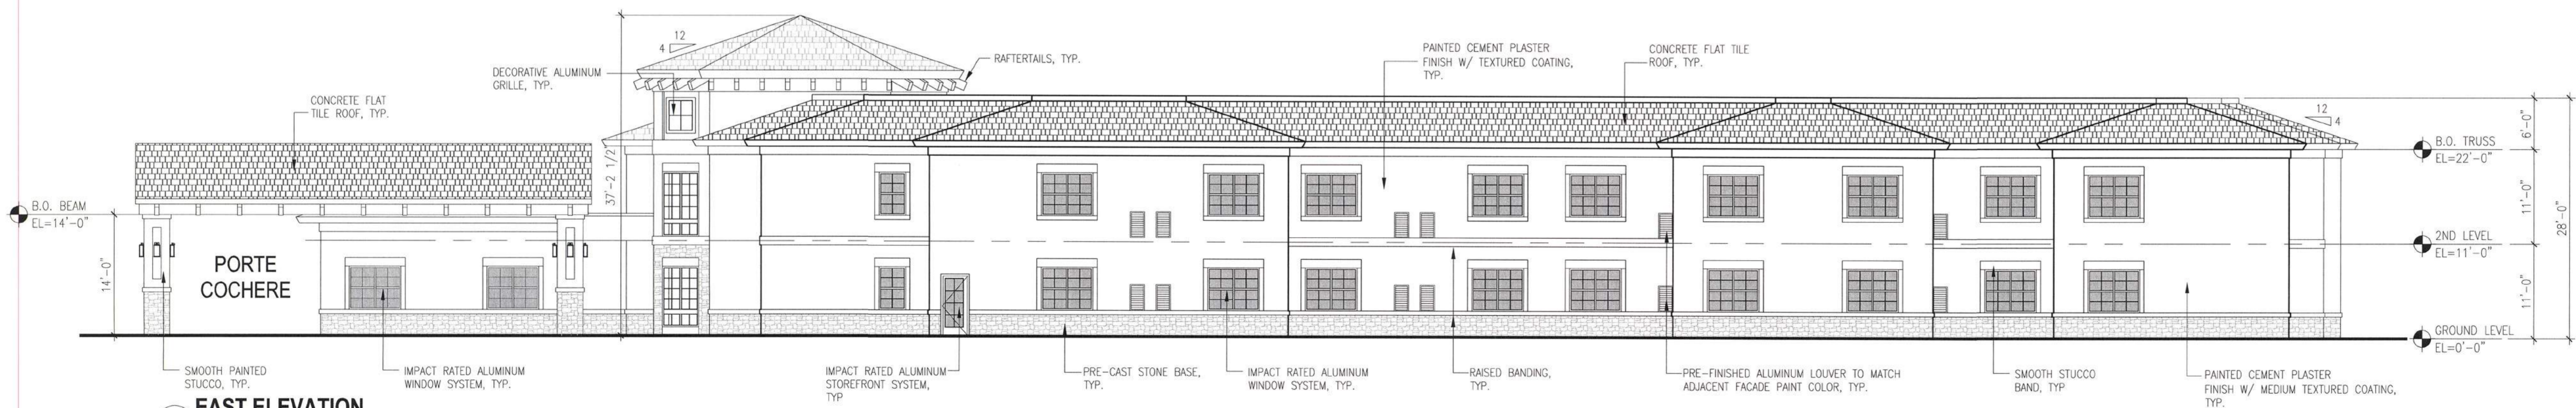 12
4
DECORATIVE ALUMINUM
GRILLE, TYP.
RAFTERTAILS, TYP.
PAINTED CEMENT PLASTER
FINISH W/ TEXTURED COATING,
TYP.
CONCRETE FLAT TILE
ROOF, TYP.
CONCRETE FLAT
TILE ROOF, TYP.
12
4
6'-0"
37'-2 1/2"
B.O. TRUSS
EL=22'-0"
11'-0"
28'-0"
B.O. BEAM
EL=14'-0"
14'-0"
PORTE
COCHERE
2ND LEVEL
EL=11'-0"
11'-0"
GROUND LEVEL
EL=0'-0"
SMOOTH PAINTED
STUCCO, TYP.
IMPACT RATED ALUMINUM
WINDOW SYSTEM, TYP.
IMPACT RATED ALUMINUM
STOREFRONT SYSTEM,
TYP
PRE-CAST STONE BASE,
TYP.
IMPACT RATED ALUMINUM
WINDOW SYSTEM, TYP.
RAISED BANDING,
TYP.
PRE-FINISHED ALUMINUM LOUVER TO MATCH
ADJACENT FACADE PAINT COLOR, TYP.
SMOOTH STUCCO
BAND, TYP
PAINTED CEMENT PLASTER
FINISH W/ MEDIUM TEXTURED COATING,
TYP.
EAST ELEVATION